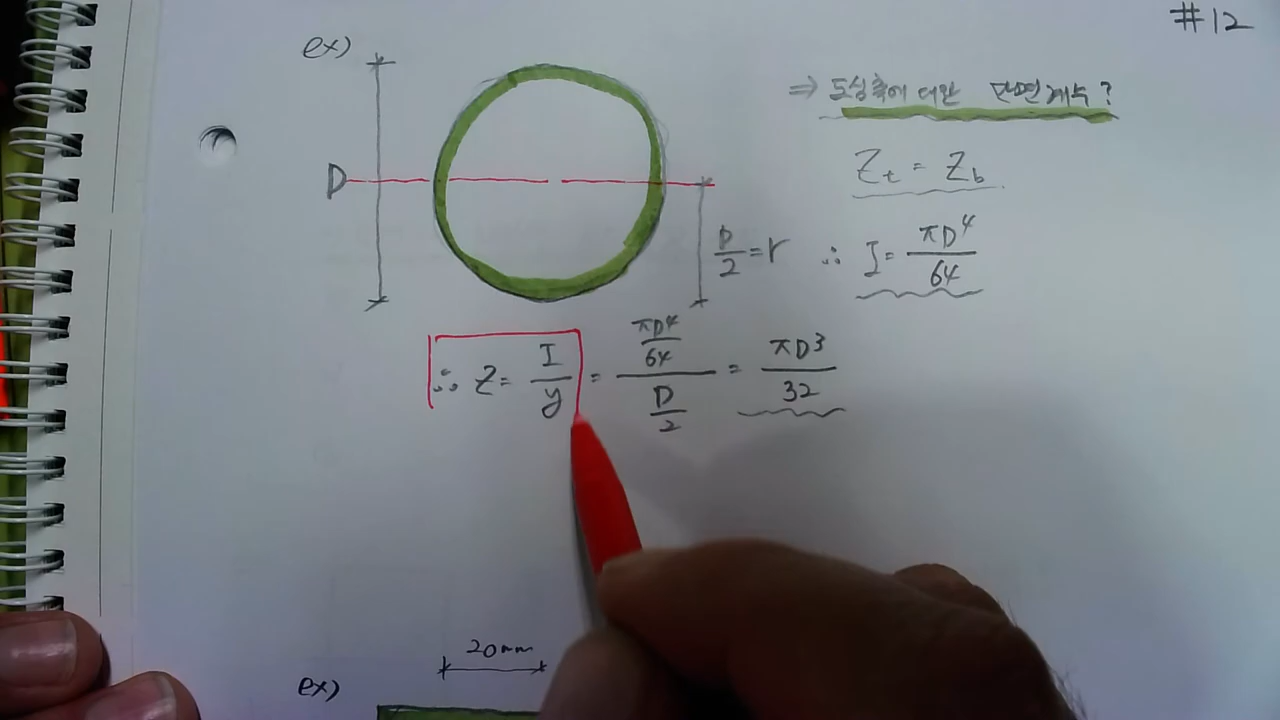 #12
ex)
⇒ 도심축에 대한 단면계수?
Zt = Zb
D
D/2 = r ∴ I = πD⁴/64
∴ Z = I/y = (πD⁴/64)/(D/2) = πD³/32
20mm
ex)